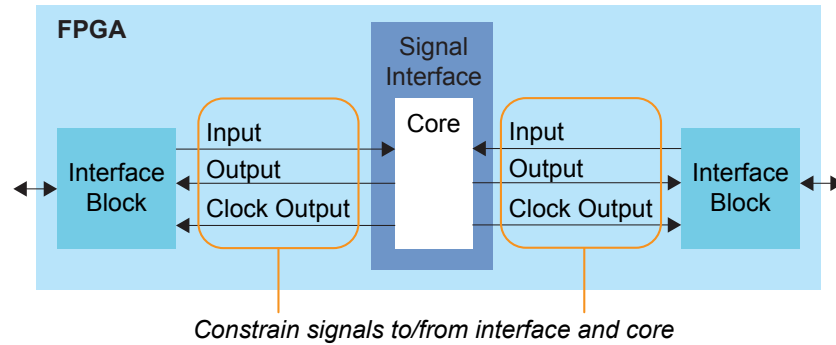 FPGA
Signal
Interface
Core
Input
Output
Clock Output
Interface
Block
Input
Output
Clock Output
Interface
Block
Constrain signals to/from interface and core